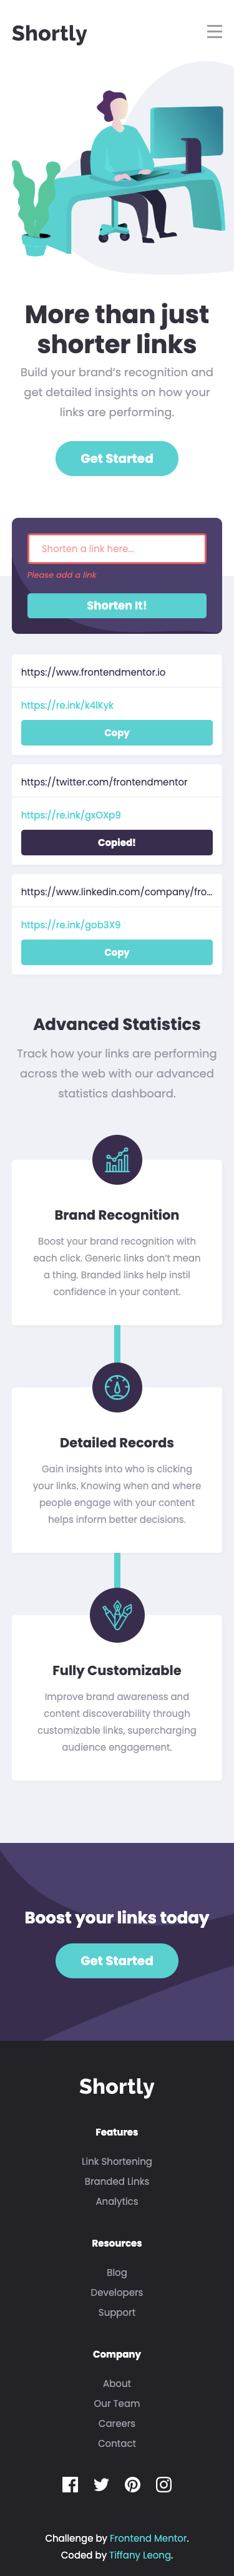 Shortly
More than just
shorter links
Build your brand's recognition and
get detailed insights on how your
links are performing.
Get Started
Shorten a link here...
Please add a link
Shorten It!
https://www.frontendmentor.io
https://re.ink/k4lKyk
Copy
https://twitter.com/frontendmentor
https://re.ink/gxOXp9
Copied!
https://www.linkedin.com/company/fro...
https://re.ink/gob3X9
Copy
Advanced Statistics
Track how your links are performing
across the web with our advanced
statistics dashboard.
Brand Recognition
Boost your brand recognition with
each click. Generic links don't mean
a thing. Branded links help instil
confidence in your content.
Detailed Records
Gain insights into who is clicking
your links. Knowing when and where
people engage with your content
helps inform better decisions.
Fully Customizable
Improve brand awareness and
content discoverability through
customizable links, supercharging
audience engagement.
Boost your links today
Get Started
Shortly
Features
Link Shortening
Branded Links
Analytics
Resources
Blog
Developers
Support
Company
About
Our Team
Careers
Contact
Challenge by Frontend Mentor.
Coded by Tiffany Leong.